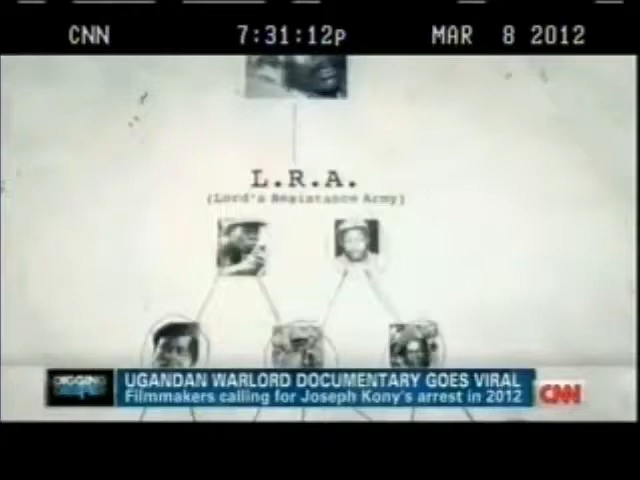 CNN 7:31:12p MAR 8 2012
L.R.A.
(Lord's Resistance Army)
DIGGING
UGANDAN WARLORD DOCUMENTARY GOES VIRAL
Filmmakers calling for Joseph Kony's arrest in 2012
CNN